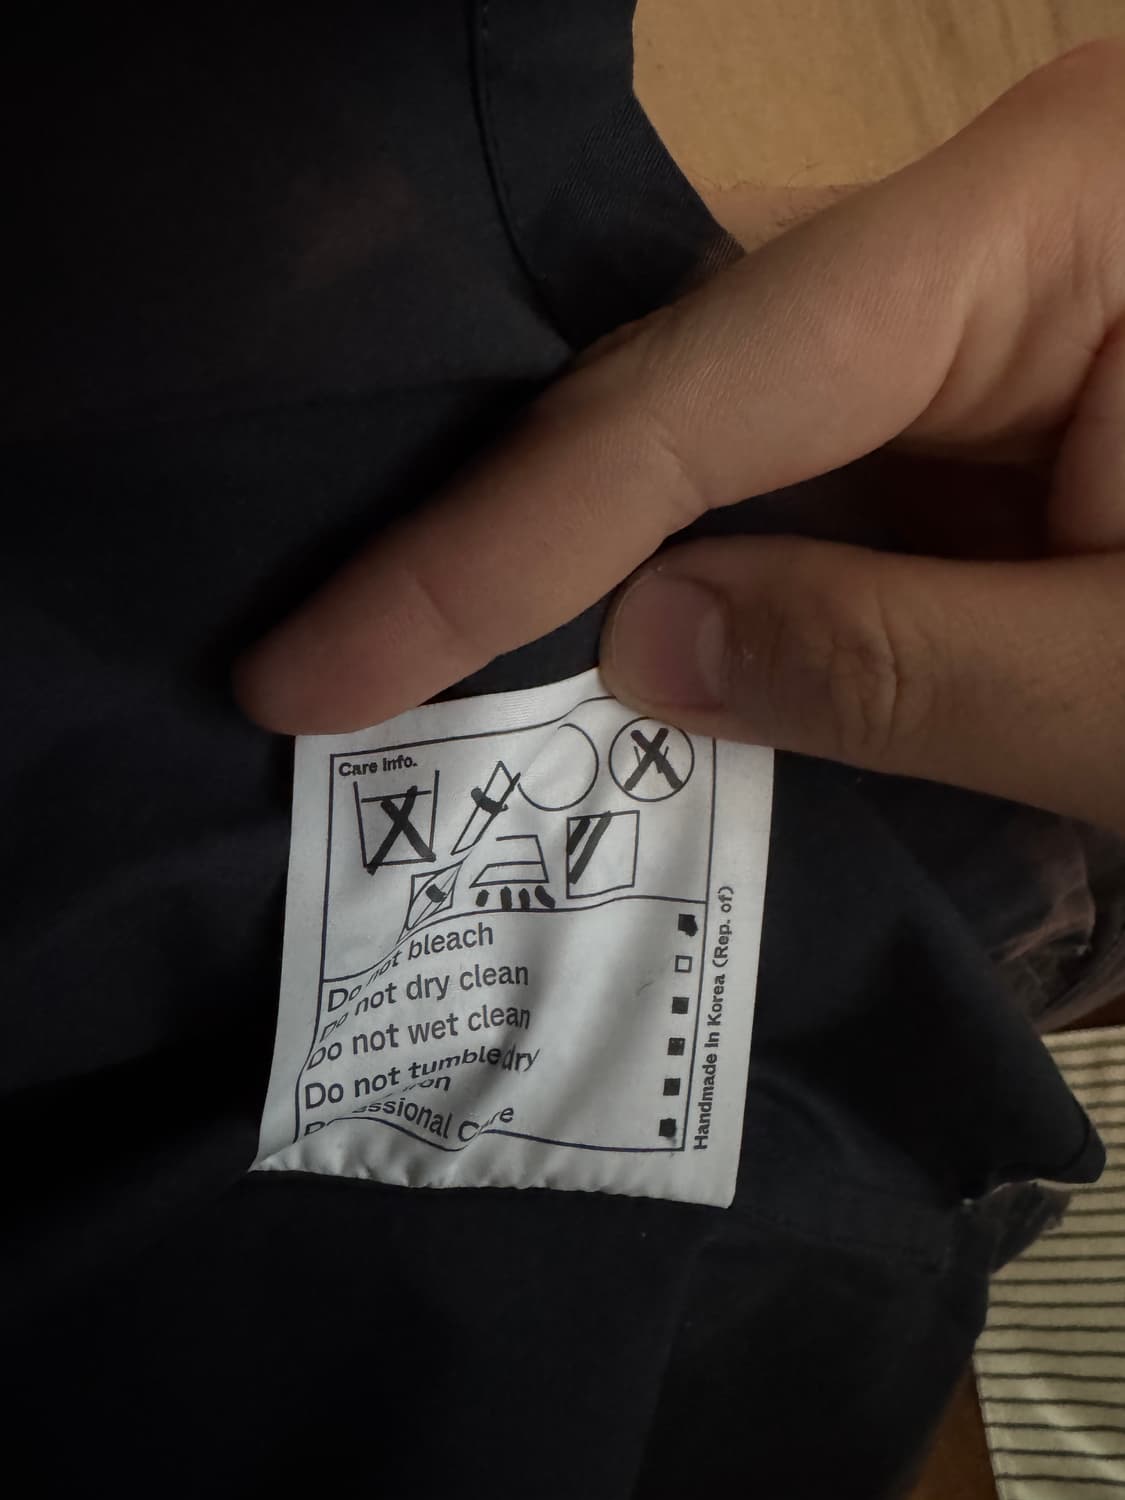 Care Info.
W
Do not bleach
Do not dry clean
Do not wet clean
Do not tumble dry
Care
Handmade In Korea (Rep. of)